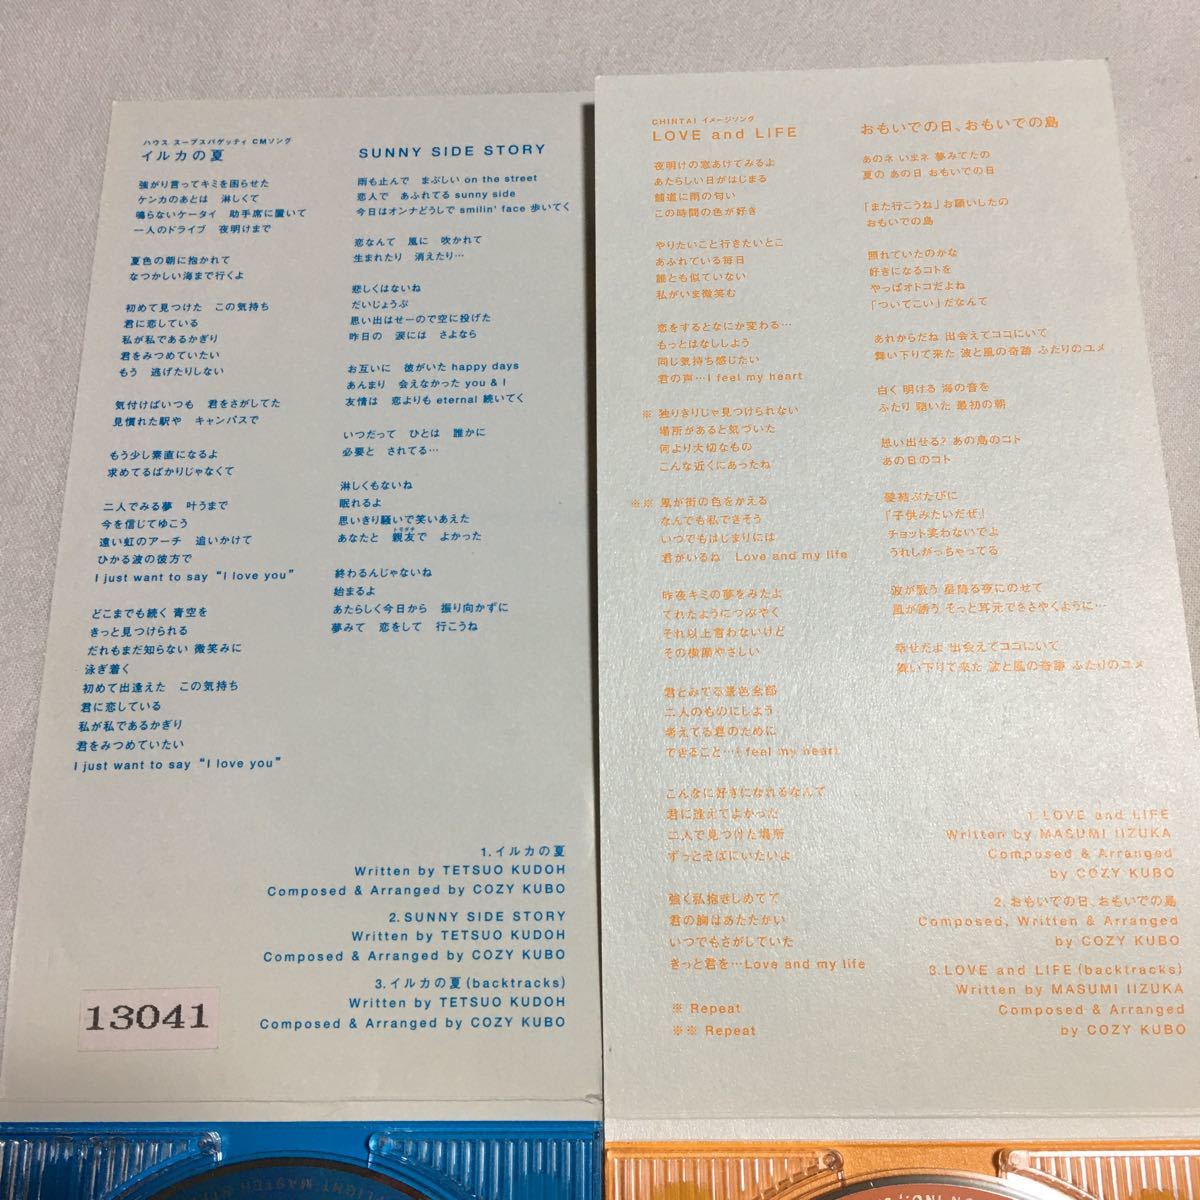 ハウス スープスパゲッティ CMソング
イルカの夏
強がり言ってキミを困らせた
ケンカのあとは 淋しくて
鳴らないケータイ 助手席に置いて
一人のドライブ 夜明けまで
夏色の朝に抱かれて
なつかしい海まで行くよ
初めて見つけた この気持ち
君に恋している
私が私であるかぎり
君をみつめていたい
もう 逃げたりしない
気付けばいつも 君をさがしてた
見慣れた駅や キャンパスで
もう少し素直になるよ
求めてるばかりじゃなくて
二人でみる夢 叶うまで
今を信じてゆこう
遠い虹のアーチ 追いかけて
ひかる波の彼方で
I just want to say “I love you”
どこまでも続く 青空を
きっと見つけられる
だれもまだ知らない 微笑みに
泳ぎ着く
初めて出逢えた この気持ち
君に恋している
私が私であるかぎり
君をみつめていたい
I just want to say “I love you”
SUNNY SIDE STORY
雨も止んで まぶしい on the street
恋人で あふれてる sunny side
今日はオンナどうしで smilin' face 歩いてく
恋なんて 風に 吹かれて
生まれたり 消えたり…
悲しくはないね
だいじょうぶ
思い出はせーので空に投げた
昨日の 涙には さよなら
お互いに 彼がいた happy days
あんまり 会えなかった you & I
友情は 恋よりも eternal 続いてく
いつだって ひとは 誰かに
必要と されてる…
淋しくもないね
眠れるよ
思いきり騒いで笑いあえた
トモダチ
あなたと 親友で よかった
終わるんじゃないね
始まるよ
あたらしく今日から 振り向かずに
夢みて 恋をして 行こうね
1.イルカの夏
Written by TETSUO KUDOH
Composed & Arranged by COZY KUBO
2.SUNNY SIDE STORY
Written by TETSUO KUDOH
Composed & Arranged by COZY KUBO
3.イルカの夏(backtracks)
Written by TETSUO KUDOH
Composed & Arranged by COZY KUBO
13041
CHINTAI イメージソング
LOVE and LIFE
夜明けの窓あけてみるよ
あたらしい日がはじまる
舗道に雨の匂い
この時間の色が好き
やりたいこと行きたいとこ
あふれている毎日
誰とも似ていない
私がいま微笑む
恋をするとなにか変わる…
もっとはなししよう
同じ気持ち感じたい
君の声…I feel my heart
※ 独りきりじゃ見つけられない
場所があると気づいた
何より大切なもの
こんな近くにあったね
※※ 風が街の色をかえる
なんでも私できそう
いつでもはじまりには
君がいるね Love and my life
昨夜キミの夢をみたよ
てれたようにつぶやく
それ以上言わないけど
その横顔やさしい
君とみてる景色全部
二人のものにしよう
考えてる君のために
できること…I feel my heart
こんなに好きになれるなんて
君に逢えてよかった
二人で見つけた場所
ずっとそばにいたいよ
強く私抱きしめてて
君の胸はあたたかい
いつでもさがしていた
きっと君を…Love and my life
※ Repeat
※※ Repeat
おもいでの日、おもいでの島
あのネ いまネ 夢みてたの
夏の あの日 おもいでの日
「また行こうね」お願いしたの
おもいでの島
照れていたのかな
好きになるコトを
やっぱオトコだよね
「ついてこい」だなんて
あれからだね 出会えてココにいて
舞い下りて来た 波と風の奇跡 ふたりのユメ
白く 明ける 海の音を
ふたり 聴いた 最初の朝
思い出せる? あの島のコト
あの日のコト
髪結ぶたびに
「子供みたいだぜ」
チョット笑わないでよ
うれしがっちゃってる
波が歌う 星降る夜にのせて
風が誘う そっと耳元でささやくように…
幸せだよ 出会えてココにいて
舞い下りて来た 波と風の奇跡 ふたりのユメ
1.LOVE and LIFE
Written by MASUMI IIZUKA
Composed & Arranged
by COZY KUBO
2.おもいでの日、おもいでの島
Composed, Written & Arranged
by COZY KUBO
3.LOVE and LIFE(backtracks)
Written by MASUMI IIZUKA
Composed & Arranged
by COZY KUBO